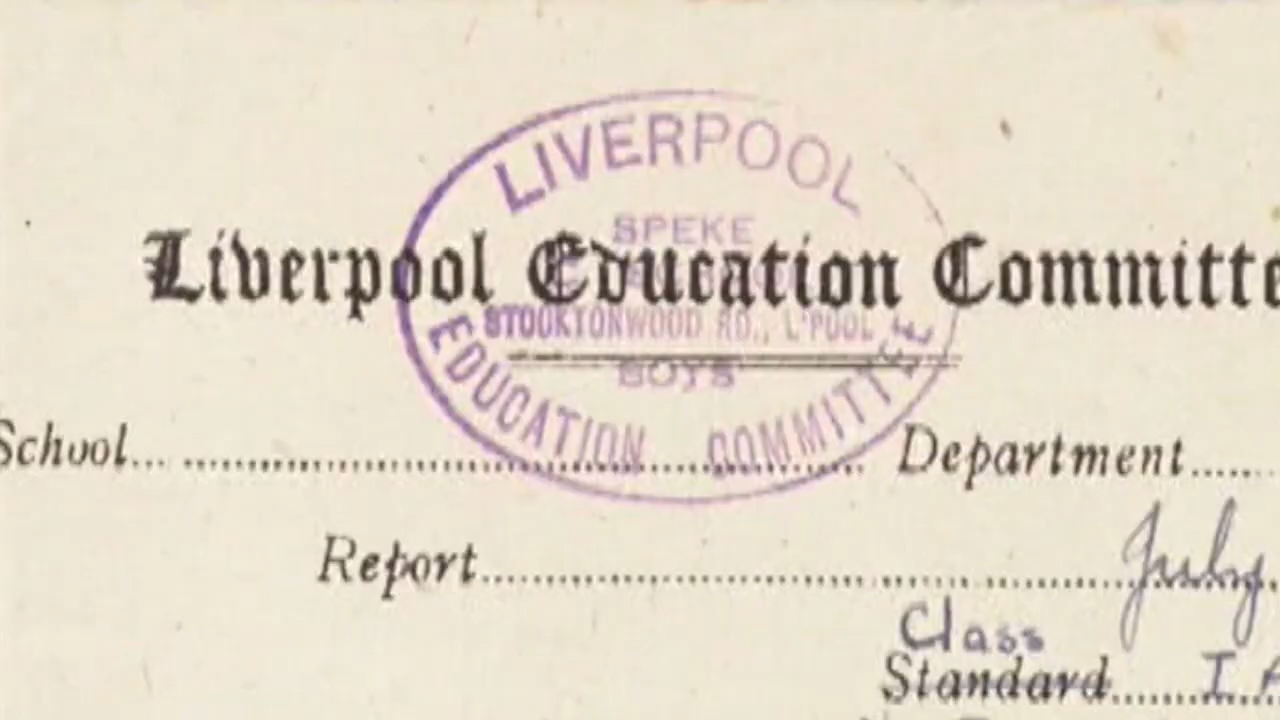 LIVERPOOL
SPEKE
Liverpool Education Committe
STOCKTONWOOD RD., L'POOL
BOYS
EDUCATION COMMITTEE
School... Department
Report July
Class
Standard I A